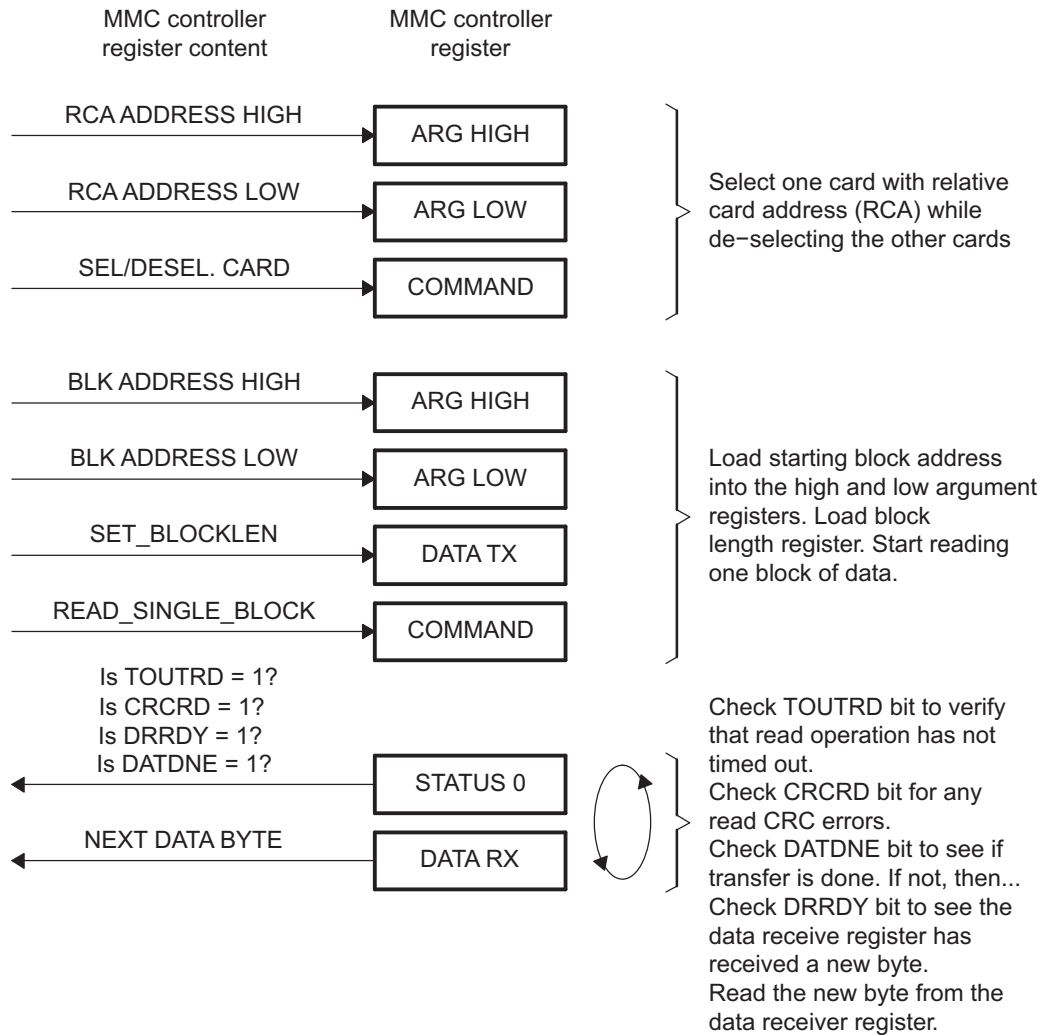 MMC controller
register content
MMC controller
register
RCA ADDRESS HIGH
ARG HIGH
RCA ADDRESS LOW
ARG LOW
SEL/DESEL. CARD
COMMAND
Select one card with relative
card address (RCA) while
de−selecting the other cards
BLK ADDRESS HIGH
ARG HIGH
BLK ADDRESS LOW
ARG LOW
SET_BLOCKLEN
DATA TX
READ_SINGLE_BLOCK
COMMAND
Load starting block address
into the high and low argument
registers. Load block
length register. Start reading
one block of data.
Is TOUTRD = 1?
Is CRCRD = 1?
Is DRRDY = 1?
Is DATDNE = 1?
STATUS 0
NEXT DATA BYTE
DATA RX
Check TOUTRD bit to verify
that read operation has not
timed out.
Check CRCRD bit for any
read CRC errors.
Check DATDNE bit to see if
transfer is done. If not, then...
Check DRRDY bit to see the
data receive register has
received a new byte.
Read the new byte from the
data receiver register.